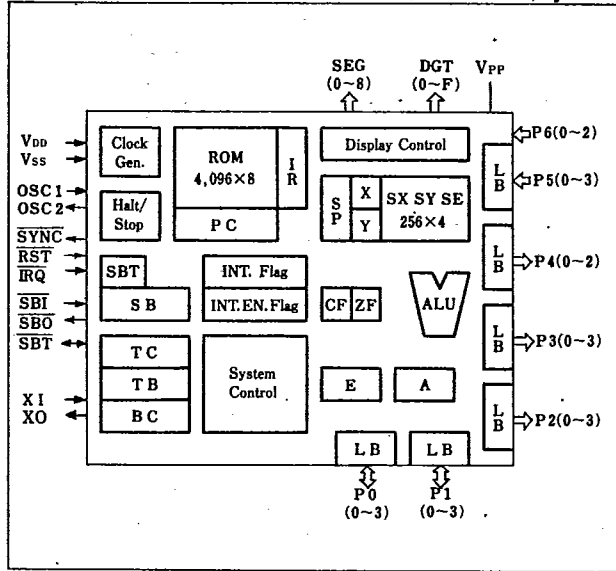 SEG
(0~8)
DGT
(0~F)
VPP
VDD
VSS
OSC1
OSC2
SYNC
RST
IRQ
SBI
SBO
SBT
XI
XO
Clock
Gen.
Halt/
Stop
ROM
4,096×8
IR
PC
Display Control
SP
X
Y
SX SY SE
256×4
SBT
SB
INT. Flag
INT.EN.Flag
CF
ZF
ALU
TC
TB
BC
System
Control
E
A
LB
LB
LB
LB
LB
LB
P6(0~2)
P5(0~3)
P4(0~2)
P3(0~3)
P2(0~3)
P0
(0~3)
P1
(0~3)